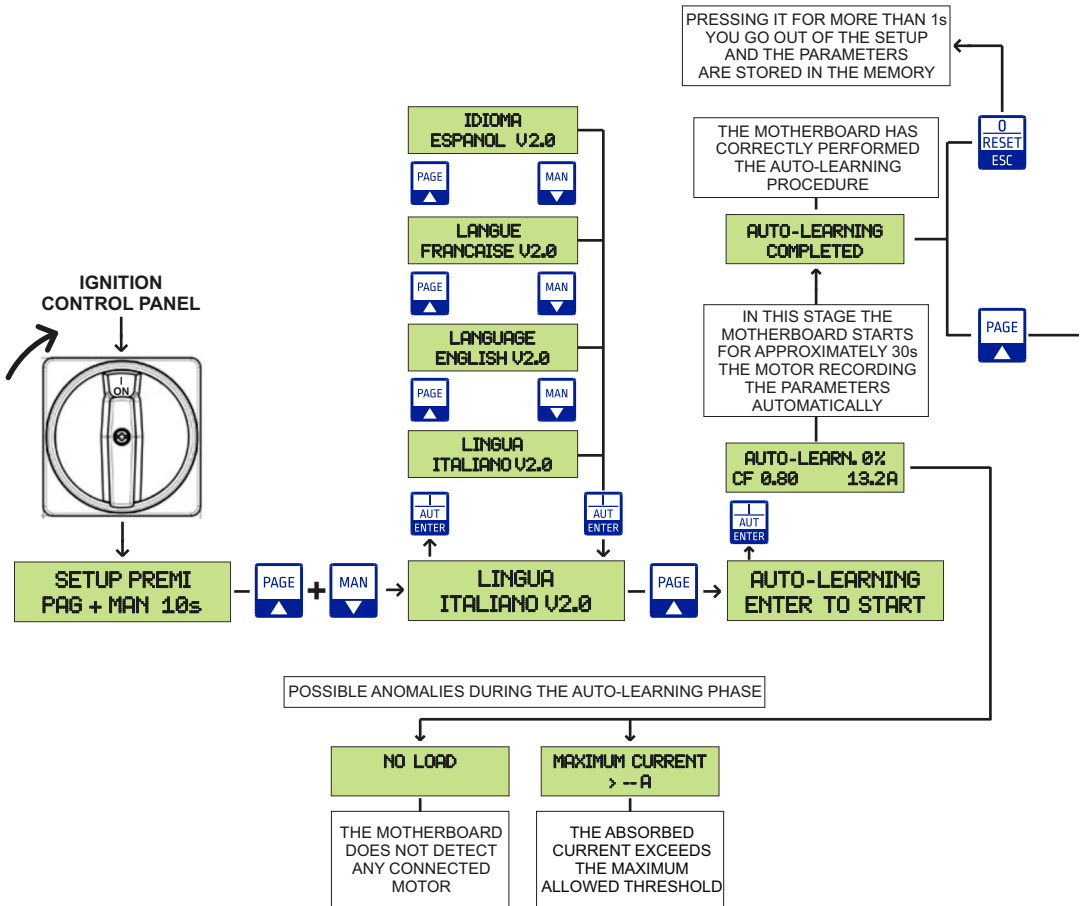 PRESSING IT FOR MORE THAN 1s
YOU GO OUT OF THE SETUP
AND THE PARAMETERS
ARE STORED IN THE MEMORY
0
RESET
ESC
IDIOMA
ESPANOL V2.0
PAGE
MAN
LANGUE
FRANCAISE V2.0
PAGE
MAN
LANGUAGE
ENGLISH V2.0
PAGE
MAN
LINGUA
ITALIANO V2.0
I
AUT
ENTER
I
AUT
ENTER
THE MOTHERBOARD HAS
CORRECTLY PERFORMED
THE AUTO-LEARNING
PROCEDURE
AUTO-LEARNING
COMPLETED
IN THIS STAGE THE
MOTHERBOARD STARTS
FOR APPROXIMATELY 30s
THE MOTOR RECORDING
THE PARAMETERS
AUTOMATICALLY
PAGE
AUTO-LEARN. 0%
CF 0.80 13.2A
I
AUT
ENTER
IGNITION
CONTROL PANEL
I
ON
SETUP PREMI
PAG + MAN 10s
PAGE
+
MAN
LINGUA
ITALIANO V2.0
PAGE
AUTO-LEARNING
ENTER TO START
POSSIBLE ANOMALIES DURING THE AUTO-LEARNING PHASE
NO LOAD
THE MOTHERBOARD
DOES NOT DETECT
ANY CONNECTED
MOTOR
MAXIMUM CURRENT
> -- A
THE ABSORBED
CURRENT EXCEEDS
THE MAXIMUM
ALLOWED THRESHOLD